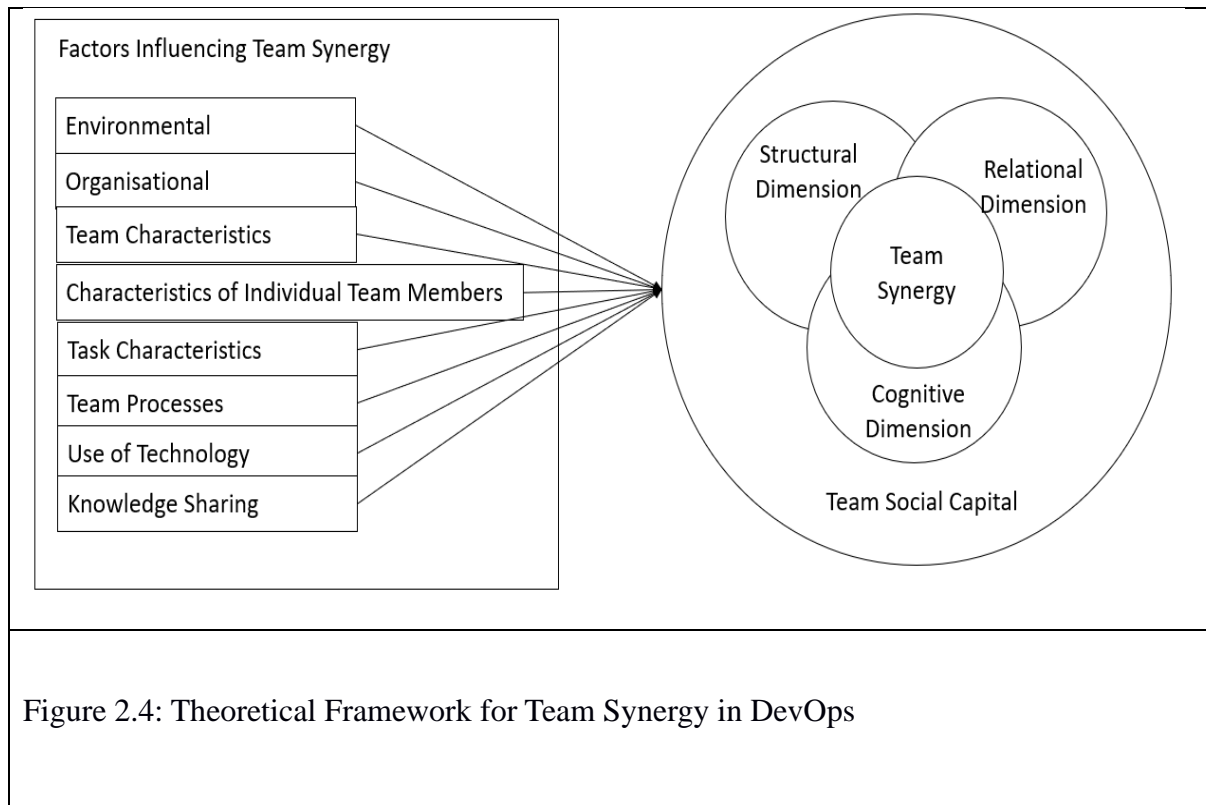 Factors Influencing Team Synergy
Environmental
Organisational
Team Characteristics
Characteristics of Individual Team Members
Task Characteristics
Team Processes
Use of Technology
Knowledge Sharing
Structural
Dimension
Relational
Dimension
Team
Synergy
Cognitive
Dimension
Team Social Capital
Figure 2.4: Theoretical Framework for Team Synergy in DevOps